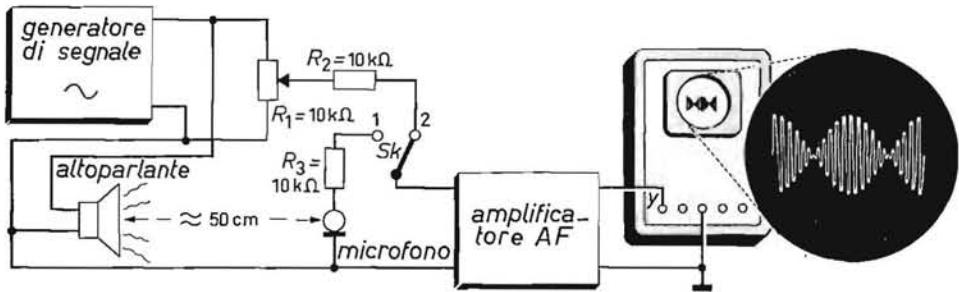 generatore
di segnale
R₂ = 10 kΩ
R₁ = 10 kΩ
1
2
Sk
R₃ =
10 kΩ
altoparlante
≈ 50 cm
microfono
amplifica-
tore AF
y